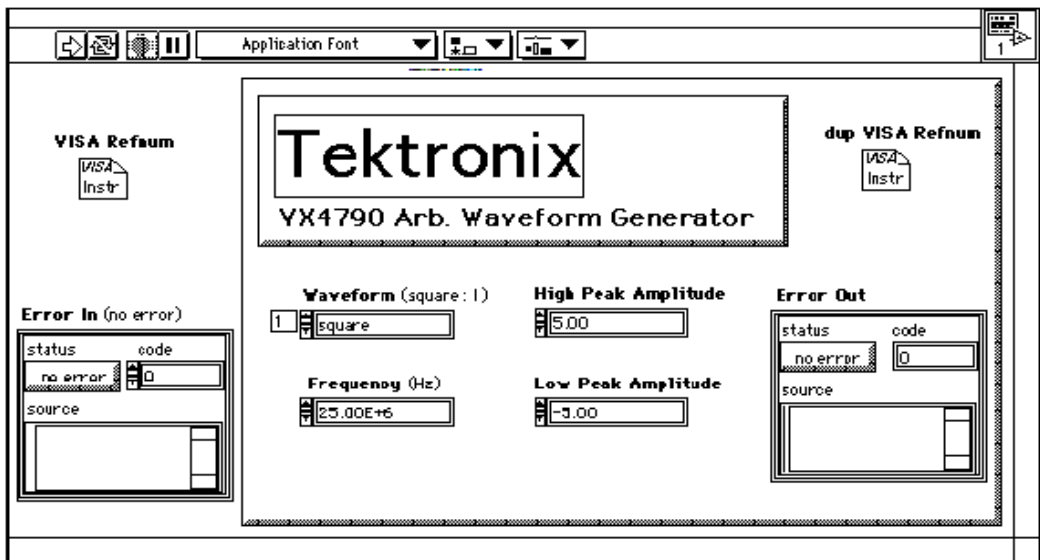 Application Font
1
VISA Refnum
VISA
Instr
Tektronix
VX4790 Arb. Waveform Generator
dup VISA Refnum
VISA
Instr
Error In (no error)
status code
no error 0
source
Waveform (square: 1)
1 square
High Peak Amplitude
5.00
Frequency (Hz)
25.00E+6
Low Peak Amplitude
-5.00
Error Out
status code
no error 0
source